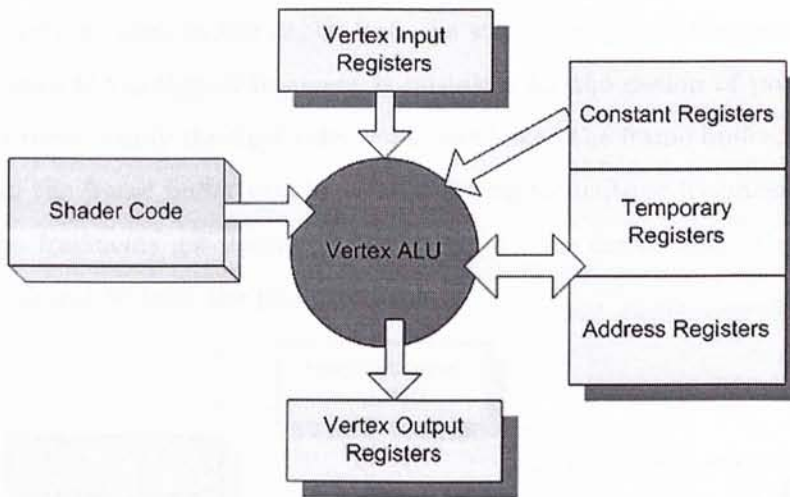 Vertex Input
Registers
Constant Registers
Shader Code
Temporary
Registers
Vertex ALU
Address Registers
Vertex Output
Registers